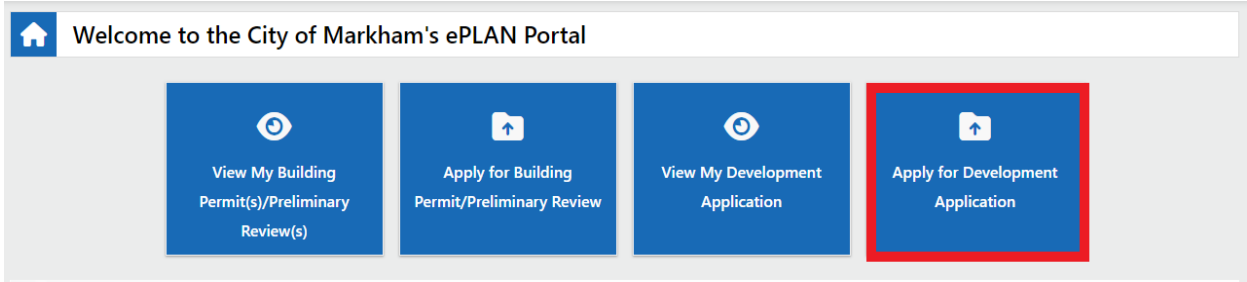 Welcome to the City of Markham's ePLAN Portal
View My Building
Permit(s)/Preliminary
Review(s)
Apply for Building
Permit/Preliminary Review
View My Development
Application
Apply for Development
Application